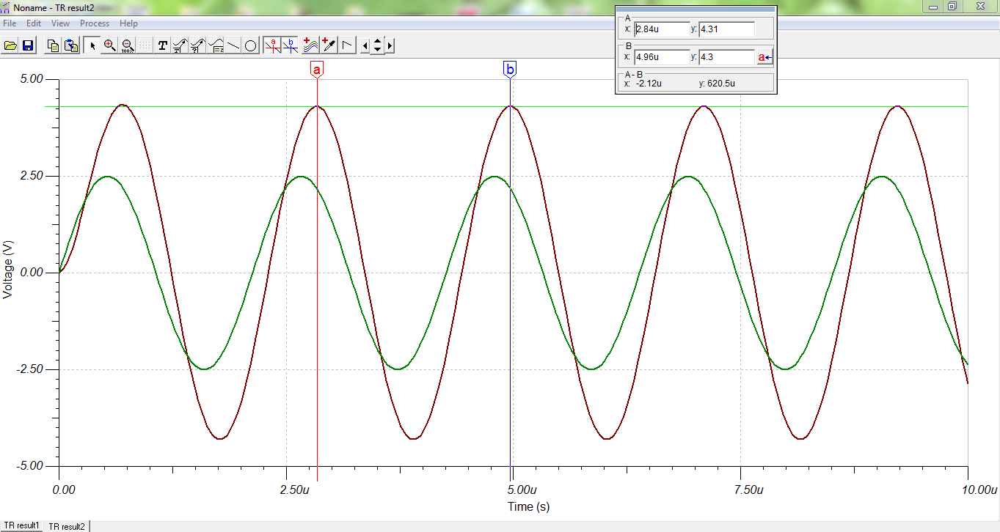 Noname - TR result2
File Edit View Process Help
100%
T
a b
A
x: 2.84u y: 4.31
B
x: 4.96u y: 4.3
a
A - B
x: -2.12u y: 620.5u
a b
5.00
2.50
0.00
-2.50
-5.00
Voltage (V)
0.00 2.50u 5.00u 7.50u 10.00u
Time (s)
TR result1 TR result2